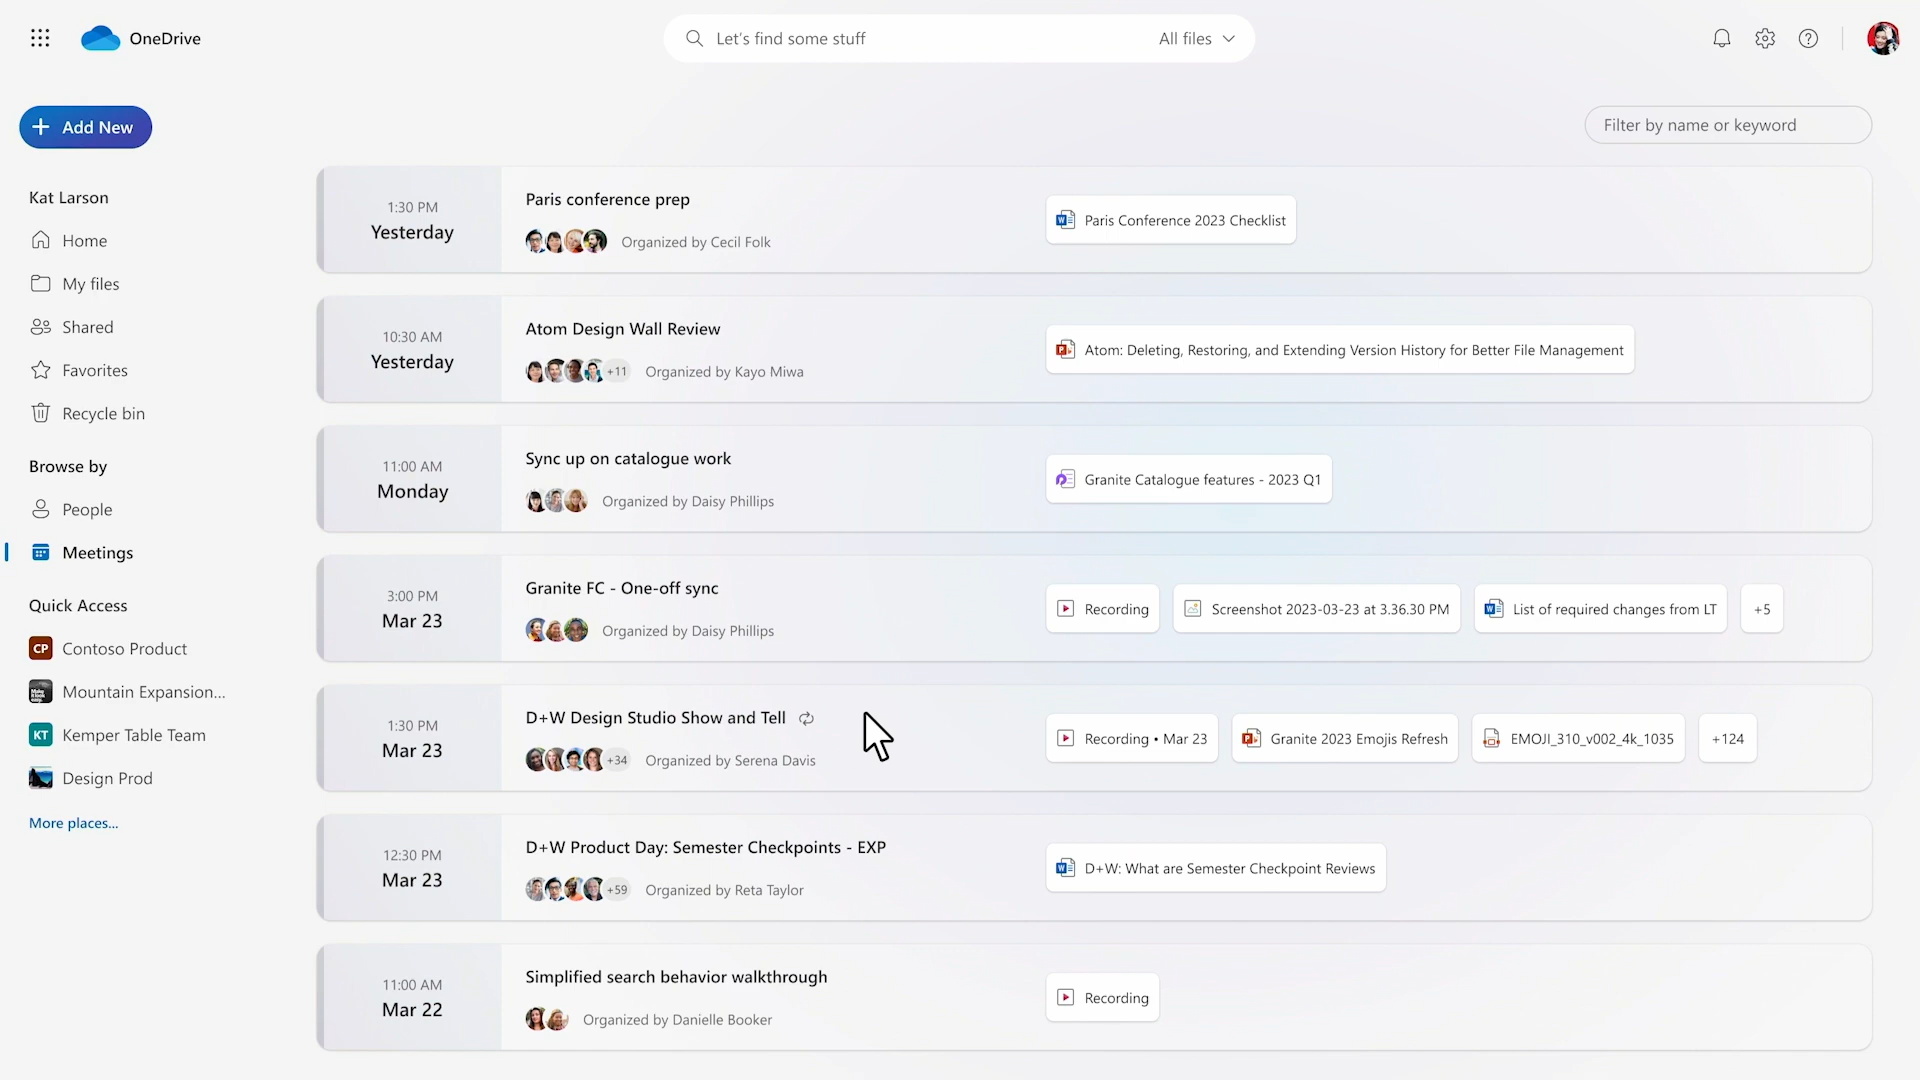 OneDrive
Let's find some stuff
All files
Add New
Filter by name or keyword
Kat Larson
Home
My files
Shared
Favorites
Recycle bin
Browse by
People
Meetings
Quick Access
CP Contoso Product
Mountain Expansion...
KT Kemper Table Team
Design Prod
More places...
1:30 PM
Yesterday
Paris conference prep
Organized by Cecil Folk
Paris Conference 2023 Checklist
10:30 AM
Yesterday
Atom Design Wall Review
+11 Organized by Kayo Miwa
Atom: Deleting, Restoring, and Extending Version History for Better File Management
11:00 AM
Monday
Sync up on catalogue work
Organized by Daisy Phillips
Granite Catalogue features - 2023 Q1
3:00 PM
Mar 23
Granite FC - One-off sync
Organized by Daisy Phillips
Recording
Screenshot 2023-03-23 at 3.36.30 PM
List of required changes from LT
+5
1:30 PM
Mar 23
D+W Design Studio Show and Tell
+34 Organized by Serena Davis
Recording • Mar 23
Granite 2023 Emojis Refresh
EMOJI_310_v002_4k_1035
+124
12:30 PM
Mar 23
D+W Product Day: Semester Checkpoints - EXP
+59 Organized by Reta Taylor
D+W: What are Semester Checkpoint Reviews
11:00 AM
Mar 22
Simplified search behavior walkthrough
Organized by Danielle Booker
Recording